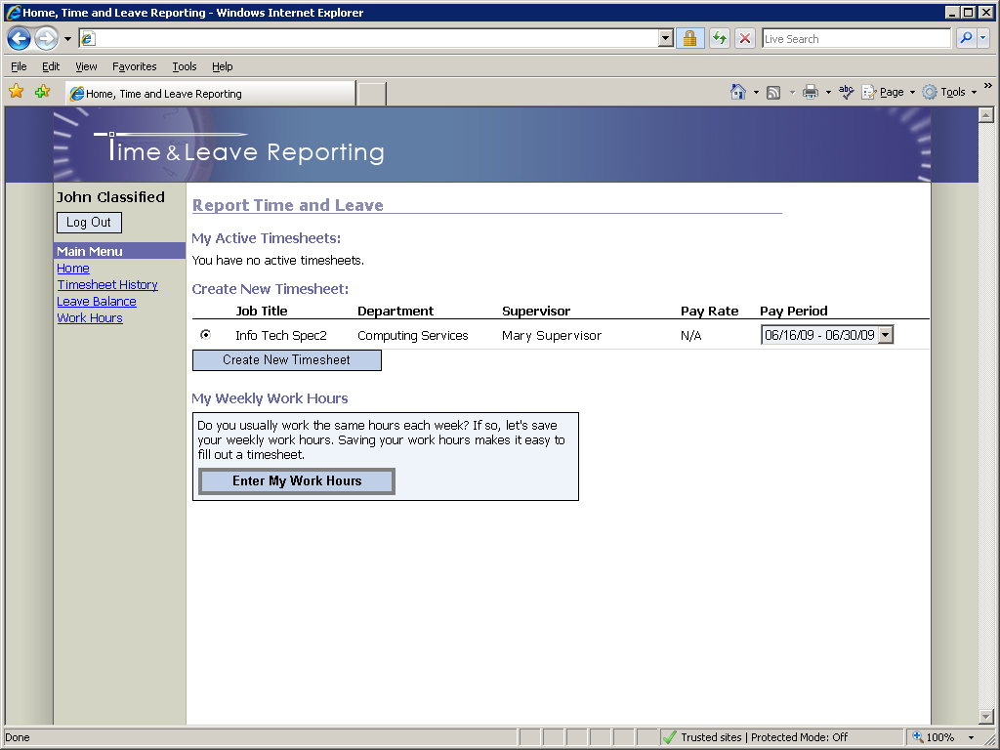 Home, Time and Leave Reporting - Windows Internet Explorer
Live Search
File Edit View Favorites Tools Help
Home, Time and Leave Reporting
Page Tools »
Time & Leave Reporting
John Classified
Log Out
Main Menu
Home
Timesheet History
Leave Balance
Work Hours
Report Time and Leave
My Active Timesheets:
You have no active timesheets.
Create New Timesheet:
Job Title Department Supervisor Pay Rate Pay Period
Info Tech Spec2 Computing Services Mary Supervisor N/A 06/16/09 - 06/30/09
Create New Timesheet
My Weekly Work Hours
Do you usually work the same hours each week? If so, let's save
your weekly work hours. Saving your work hours makes it easy to
fill out a timesheet.
Enter My Work Hours
Done Trusted sites | Protected Mode: Off 100%